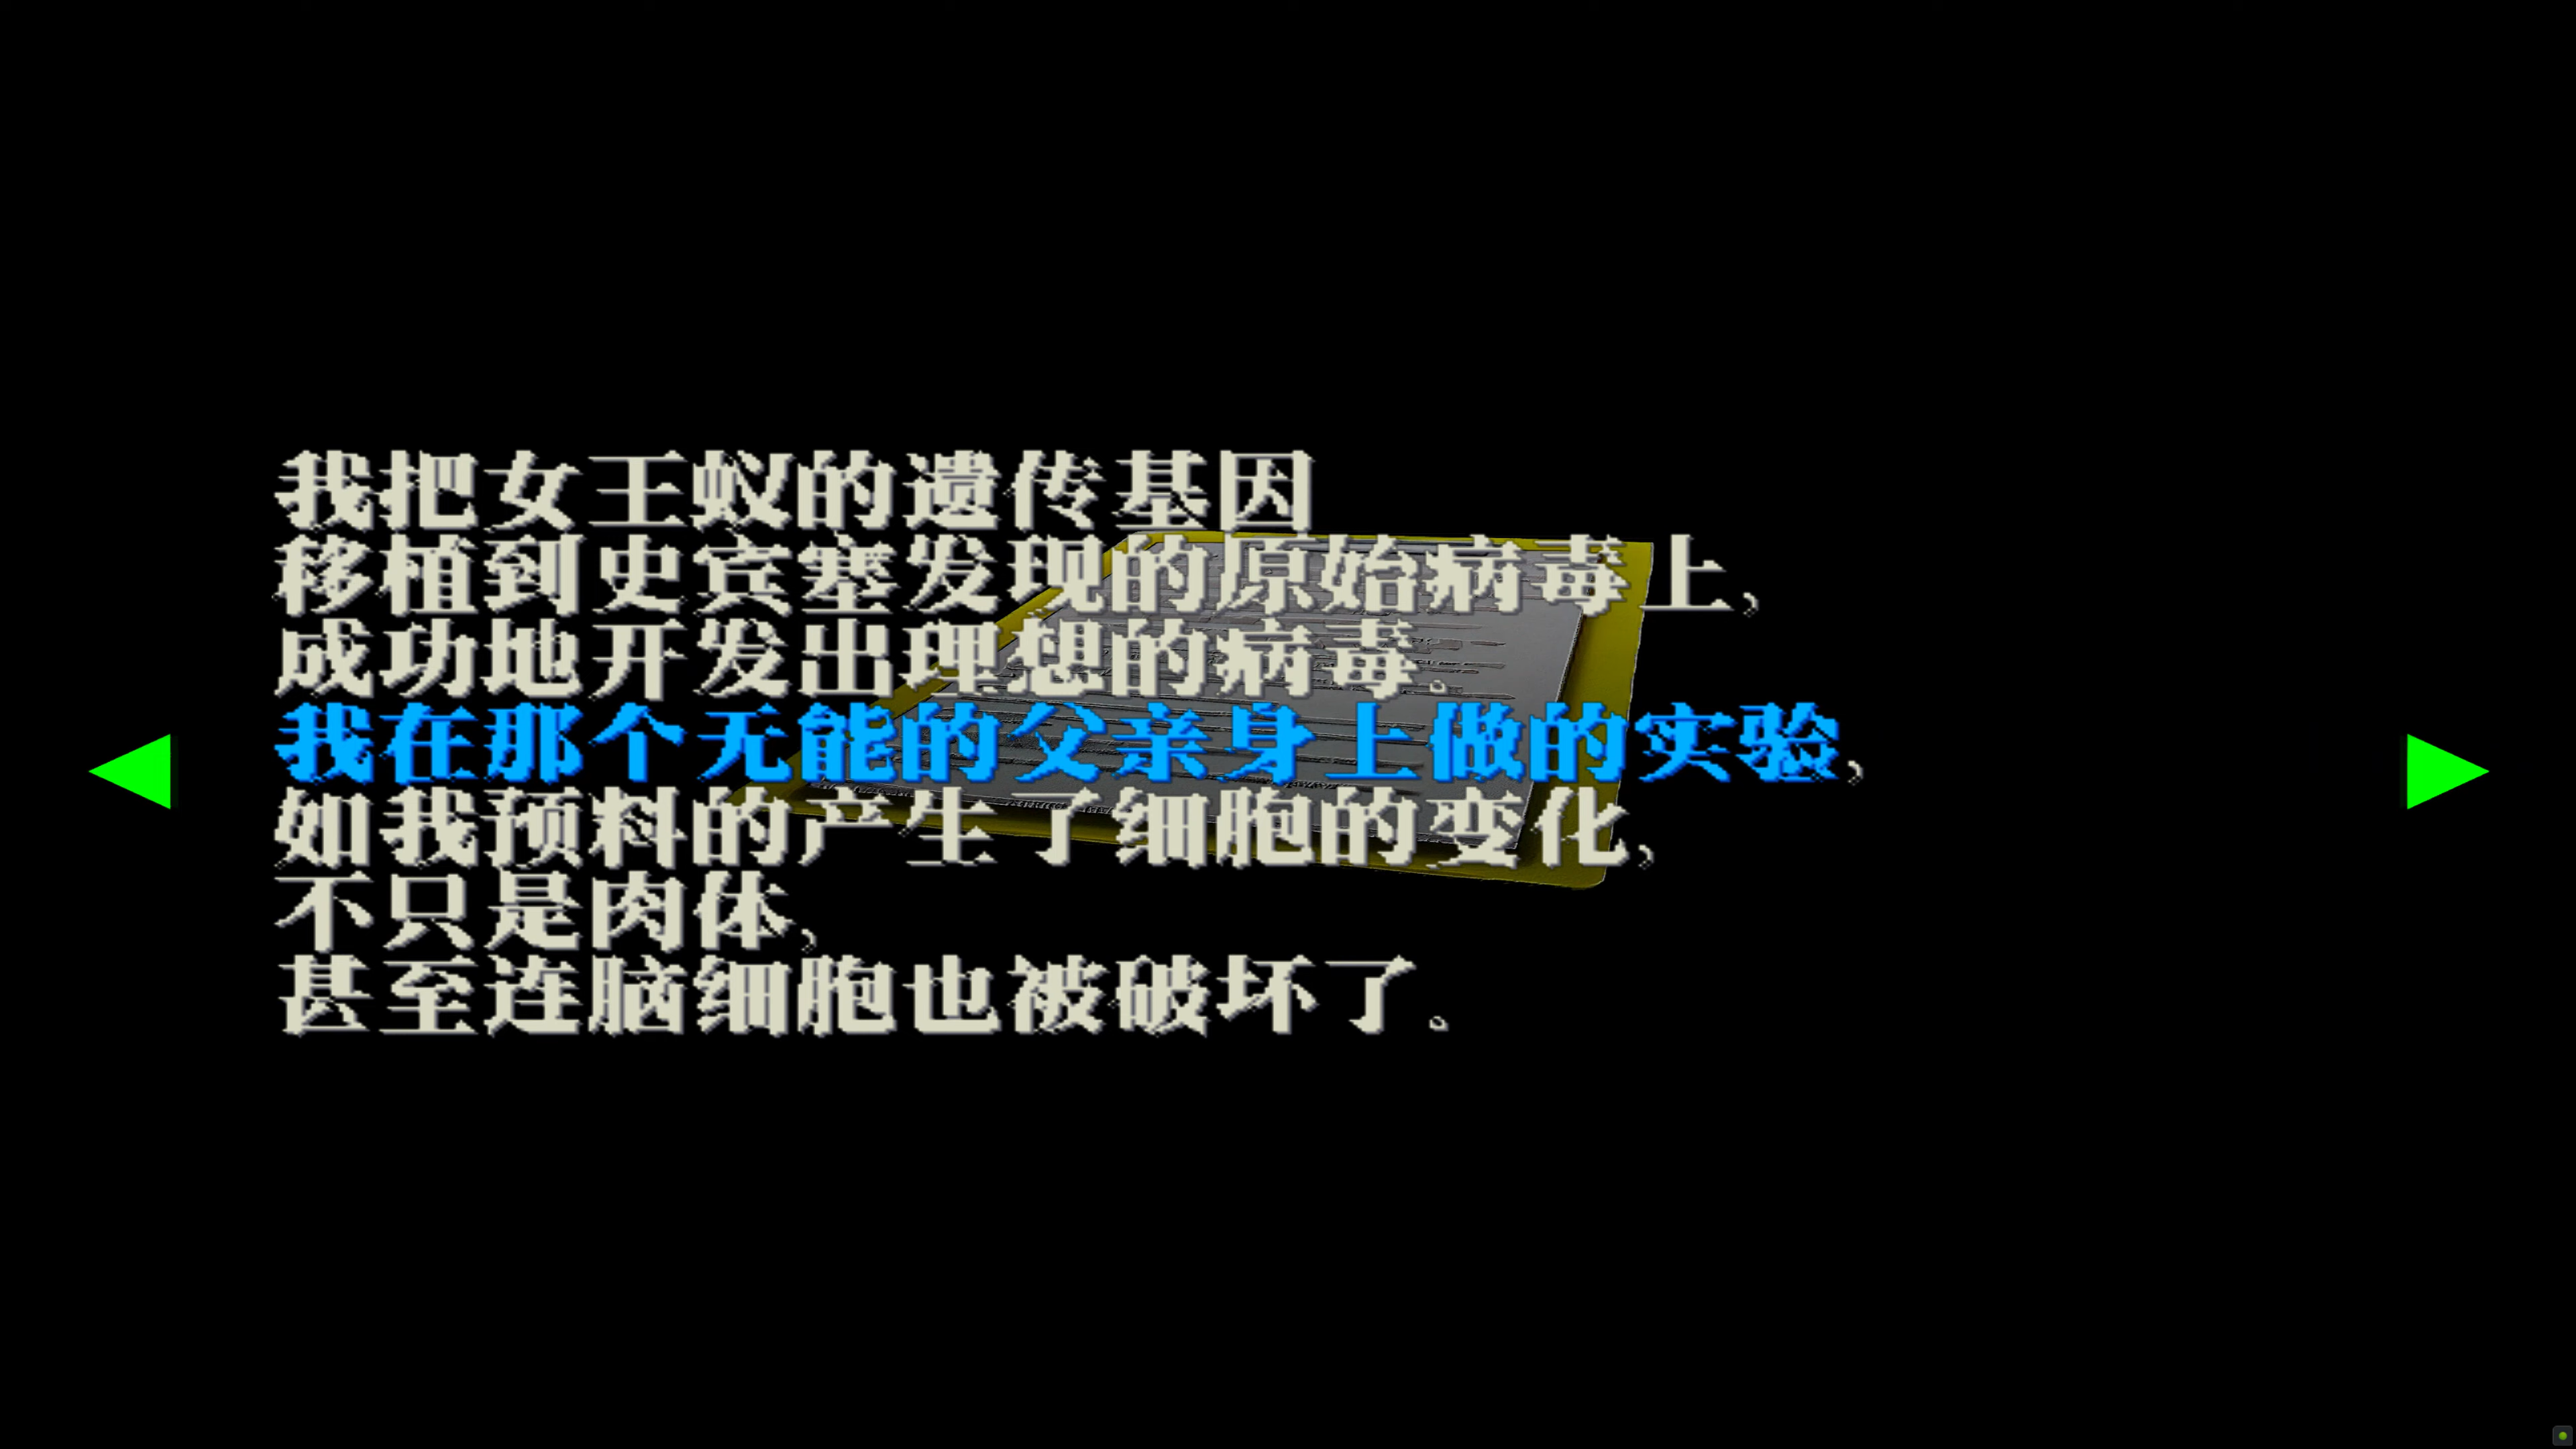 我把女王蚁的遗传基因
移植到史宾塞发现的原始病毒上，
成功地开发出理想的病毒。
我在那个无能的父亲身上做的实验，
如我预料的产生了细胞的变化，
不只是肉体，
甚至连脑细胞也被破坏了。